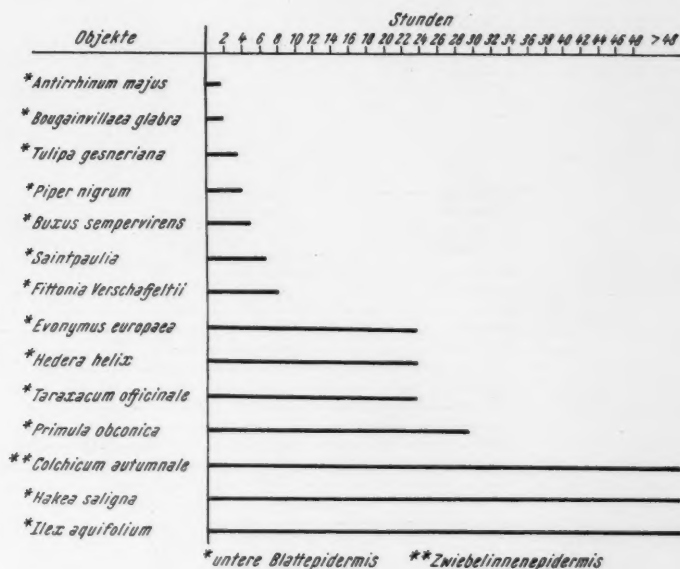 Stunden
Objekte
2 4 6 8 10 12 14 16 18 20 22 24 26 28 30 32 34 36 38 40 42 44 46 48 >48
*Antirrhinum majus
*Bougainvillaea glabra
*Tulipa gesneriana
*Piper nigrum
*Buxus sempervirens
*Saintpaulia
*Fittonia Verschaffeltii
*Evonymus europaea
*Hedera helix
*Taraxacum officinale
*Primula obconica
**Colchicum autumnale
*Hakea saligna
*Ilex aquifolium
*untere Blattepidermis **Zwiebelinnenepidermis